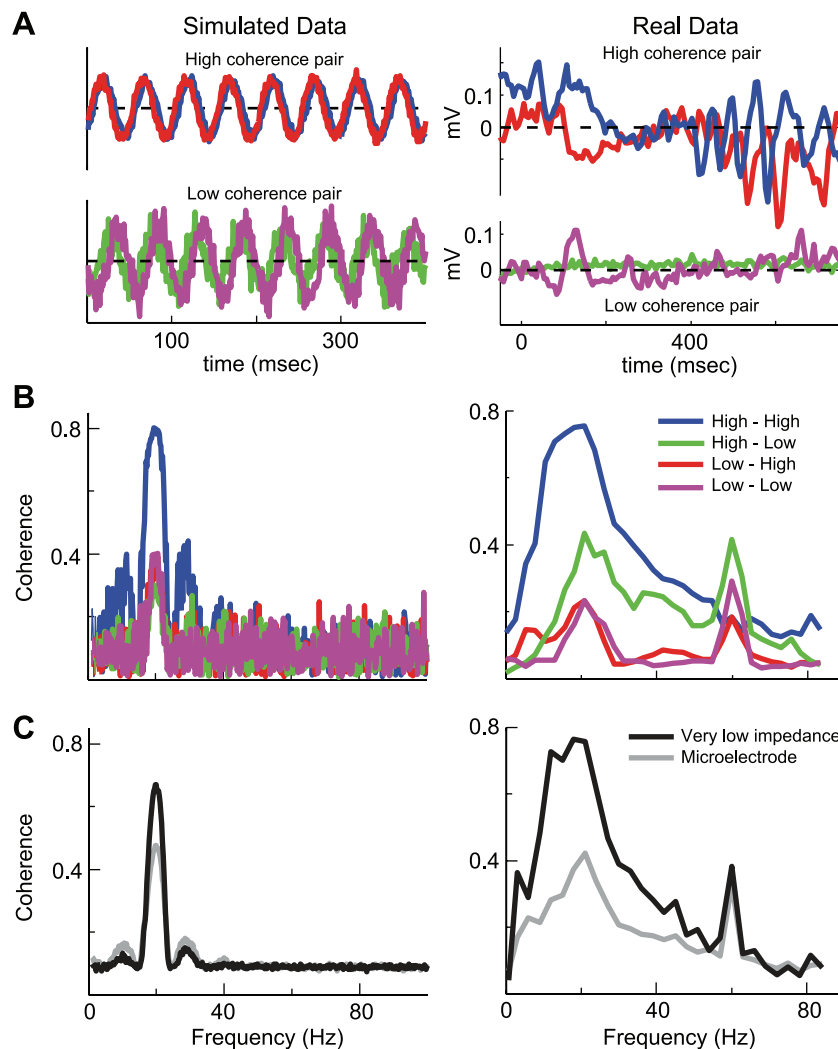 A
Simulated Data
Real Data
High coherence pair
High coherence pair
0.1
0
mV
Low coherence pair
0.1
0
mV
Low coherence pair
100
300
time (msec)
0
400
time (msec)
B
0.8
0.4
Coherence
0.8
0.4
High - High
High - Low
Low - High
Low - Low
C
0.8
0.4
Coherence
0
40
80
Frequency (Hz)
0.8
0.4
Very low impedance
Microelectrode
0
40
80
Frequency (Hz)